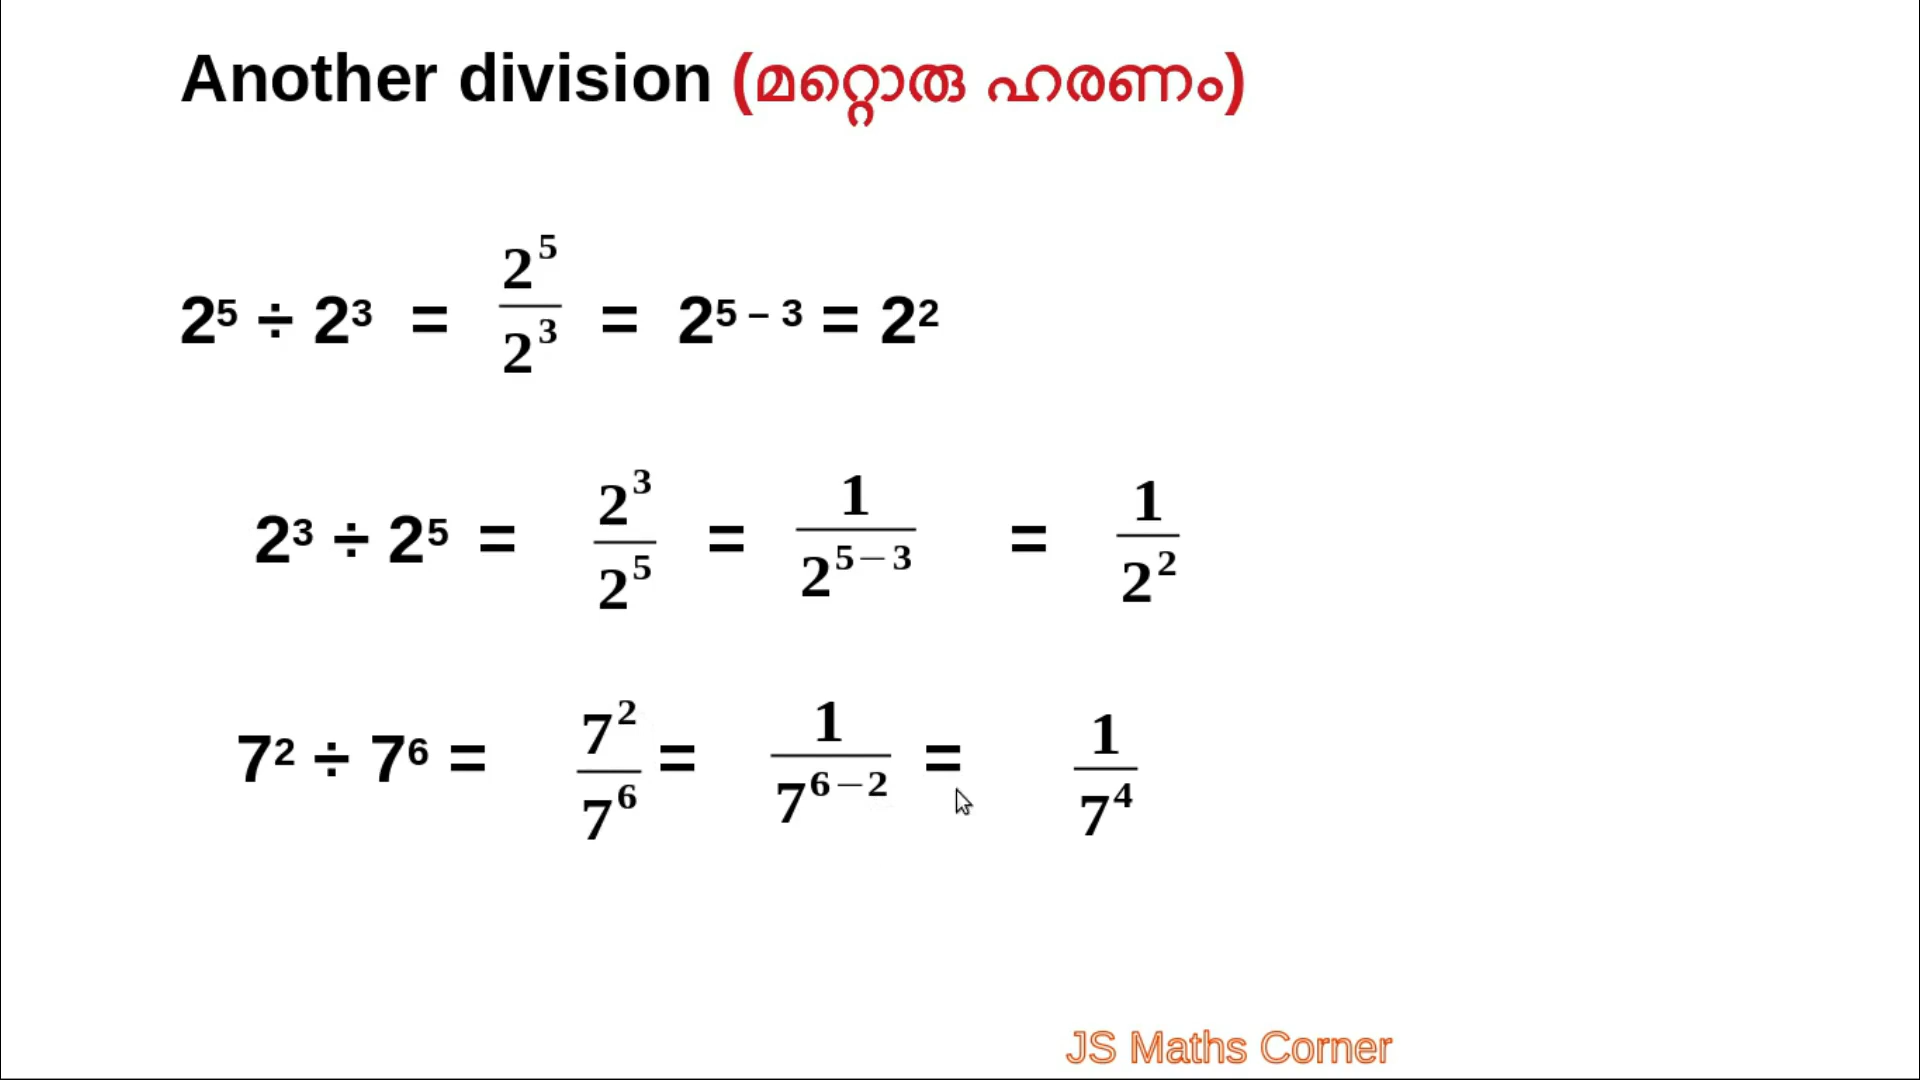 Another division (മറ്റൊരു ഹരണം)
2⁵ ÷ 2³ = 2⁵/2³ = 2⁵ ⁻ ³ = 2²
2³ ÷ 2⁵ = 2³/2⁵ = 1/2⁵⁻³ = 1/2²
7² ÷ 7⁶ = 7²/7⁶ = 1/7⁶⁻² = 1/7⁴
JS Maths Corner